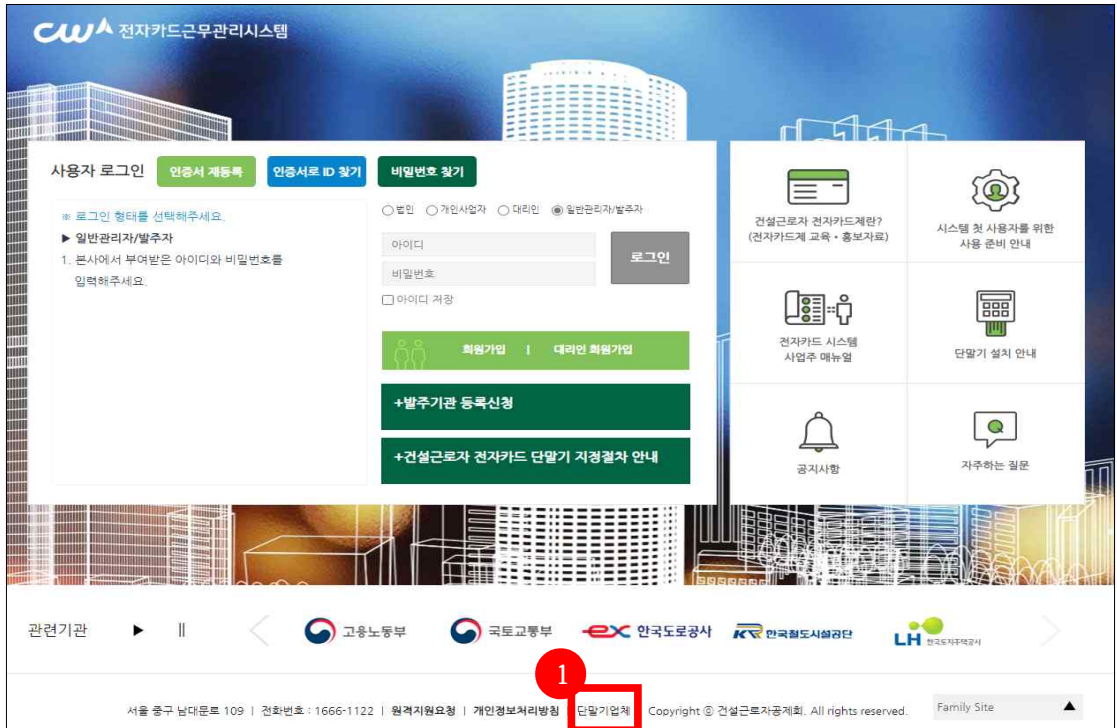 CWA 전자카드근무관리시스템
사용자 로그인 인증서 재등록 인증서로 ID 찾기 비밀번호 찾기
※ 로그인 형태를 선택해주세요.
▶ 일반관리자/발주자
1. 본사에서 부여받은 아이디와 비밀번호를
입력해주세요.
법인 개인사업자 대리인 일반관리자/발주자
아이디
비밀번호
로그인
아이디 저장
회원가입 | 대리인 회원가입
+발주기관 등록신청
+건설근로자 전자카드 단말기 지정절차 안내
건설근로자 전자카드제란?
(전자카드제 교육・홍보자료)
시스템 첫 사용자를 위한
사용 준비 안내
전자카드 시스템
사업주 매뉴얼
단말기 설치 안내
공지사항
자주하는 질문
관련기관 ▶ ||
고용노동부
국토교통부
ex 한국도로공사
KR 한국철도시설공단
LH 한국토지주택공사
1
서울 중구 남대문로 109 | 전화번호 : 1666-1122 | 원격지원요청 | 개인정보처리방침 | 단말기업체 Copyright ⓒ 건설근로자공제회. All rights reserved.
Family Site ▲